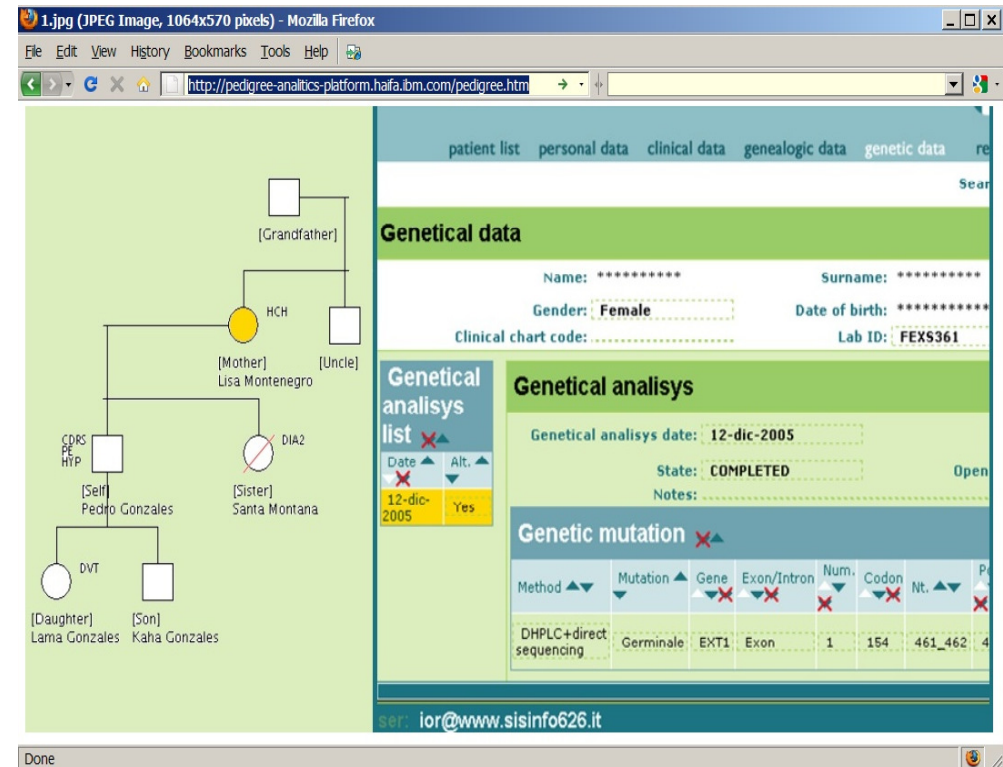 1.jpg (JPEG Image, 1064x570 pixels) - Mozilla Firefox
File Edit View History Bookmarks Tools Help
http://pedigree-analitics-platform.haifa.ibm.com/pedigree.htm
patient list personal data clinical data genealogic data genetic data re
Sear
[Grandfather]
HCH
[Mother]
Lisa Montenegro
[Uncle]
CDRS
PE
HYP
DIA2
[Self]
Pedro Gonzales
[Sister]
Santa Montana
DVT
[Daughter]
Lama Gonzales
[Son]
Kaha Gonzales
Genetical data
Name: ********** Surname: **********
Gender: Female Date of birth: ***********
Clinical chart code: Lab ID: FEXS361
Genetical
analisys
list
Date Alt.
12-dic-
2005
Yes
Genetical analisys
Genetical analisys date: 12-dic-2005
State: COMPLETED Open
Notes:
Genetic mutation
Method Mutation Gene Exon/Intron Num. Codon Nt.
DHPLC+direct
sequencing
Germinale EXT1 Exon 1 154 461_462 4
ser: ior@www.sisinfo626.it
Done